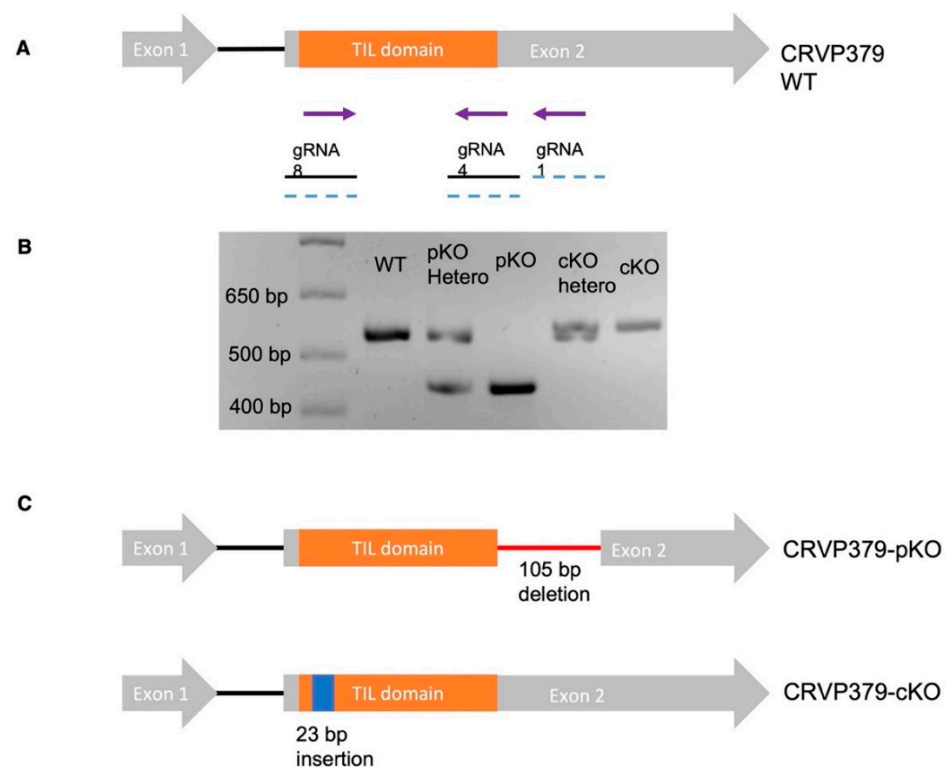 A
Exon 1
TIL domain
Exon 2
CRVP379
WT
gRNA
8
gRNA
4
gRNA
1
B
WT
pKO
Hetero
pKO
cKO
hetero
cKO
650 bp
500 bp
400 bp
C
Exon 1
TIL domain
Exon 2
CRVP379-pKO
105 bp
deletion
Exon 1
TIL domain
Exon 2
CRVP379-cKO
23 bp
insertion